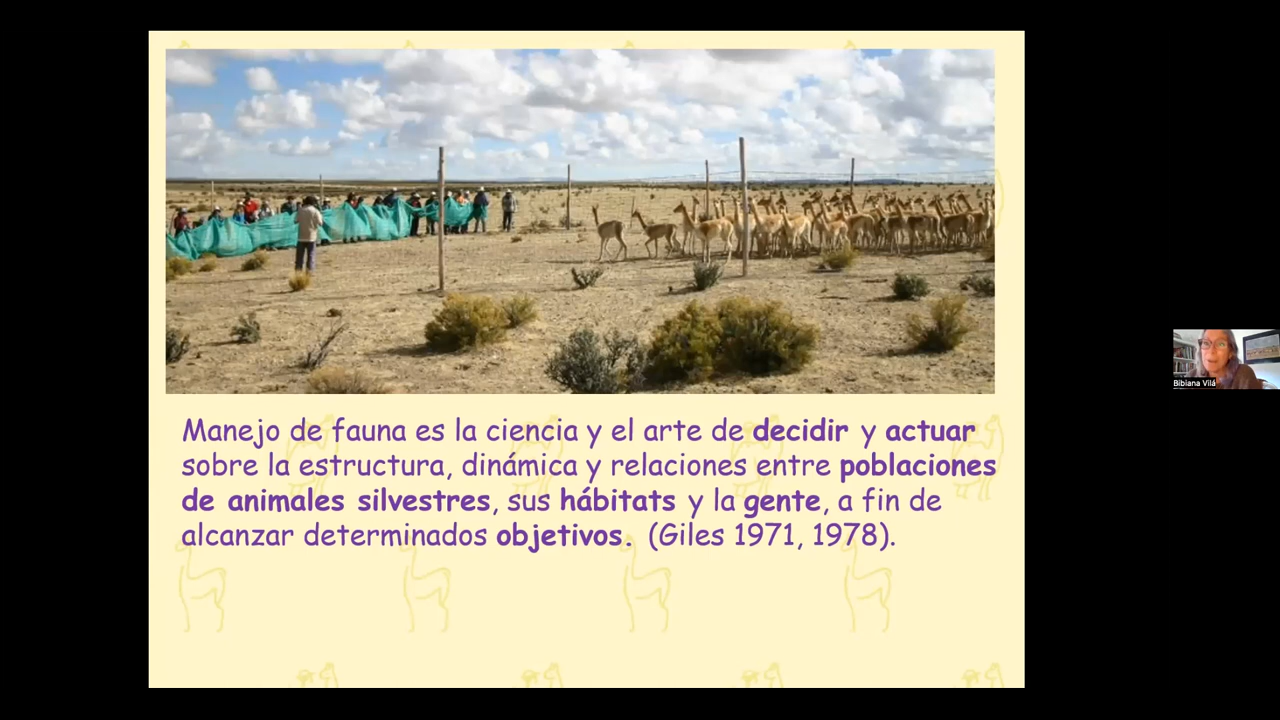 Manejo de fauna es la ciencia y el arte de decidir y actuar
sobre la estructura, dinámica y relaciones entre poblaciones
de animales silvestres, sus hábitats y la gente, a fin de
alcanzar determinados objetivos. (Giles 1971, 1978).
Bibiana Vilá